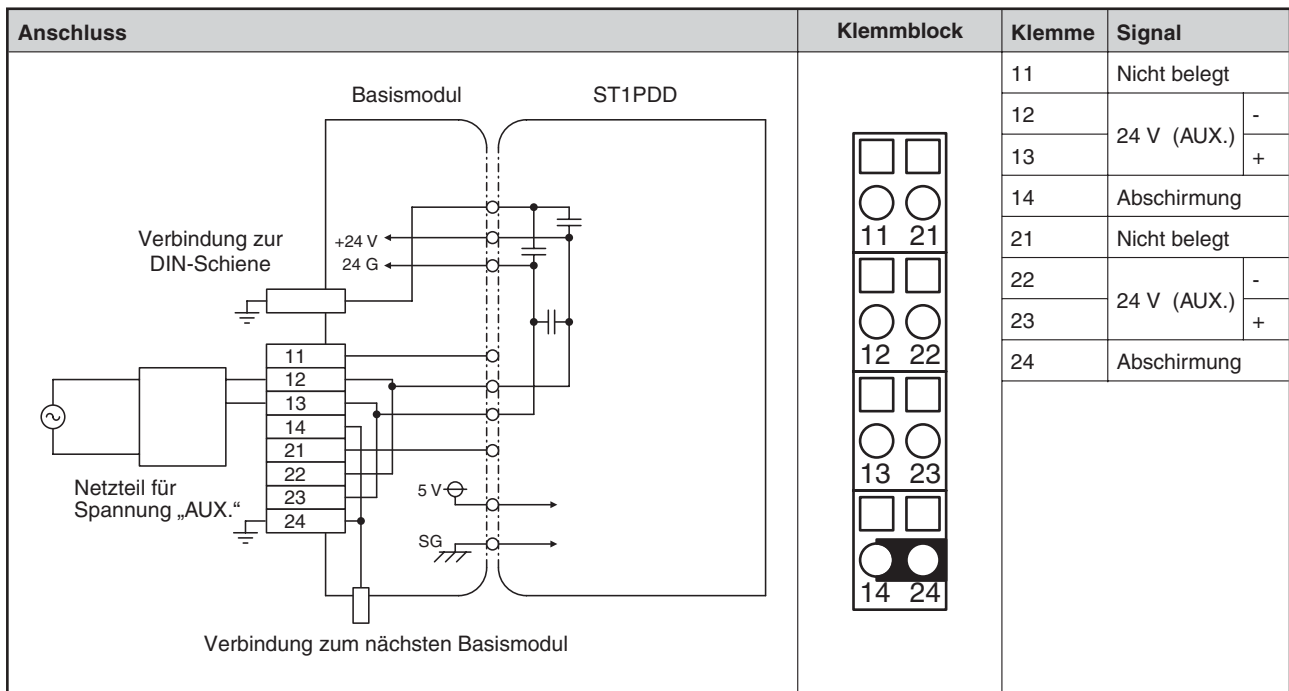 Anschluss
Klemmblock
Klemme
Signal
Basismodul
ST1PDD
Verbindung zur
DIN-Schiene
+24 V
24 G
11
12
13
14
21
22
23
24
Netzteil für
Spannung „AUX.“
5 V
SG
Verbindung zum nächsten Basismodul
11 21
12 22
13 23
14 24
11 Nicht belegt
12 24 V (AUX.) -
13 +
14 Abschirmung
21 Nicht belegt
22 24 V (AUX.) -
23 +
24 Abschirmung